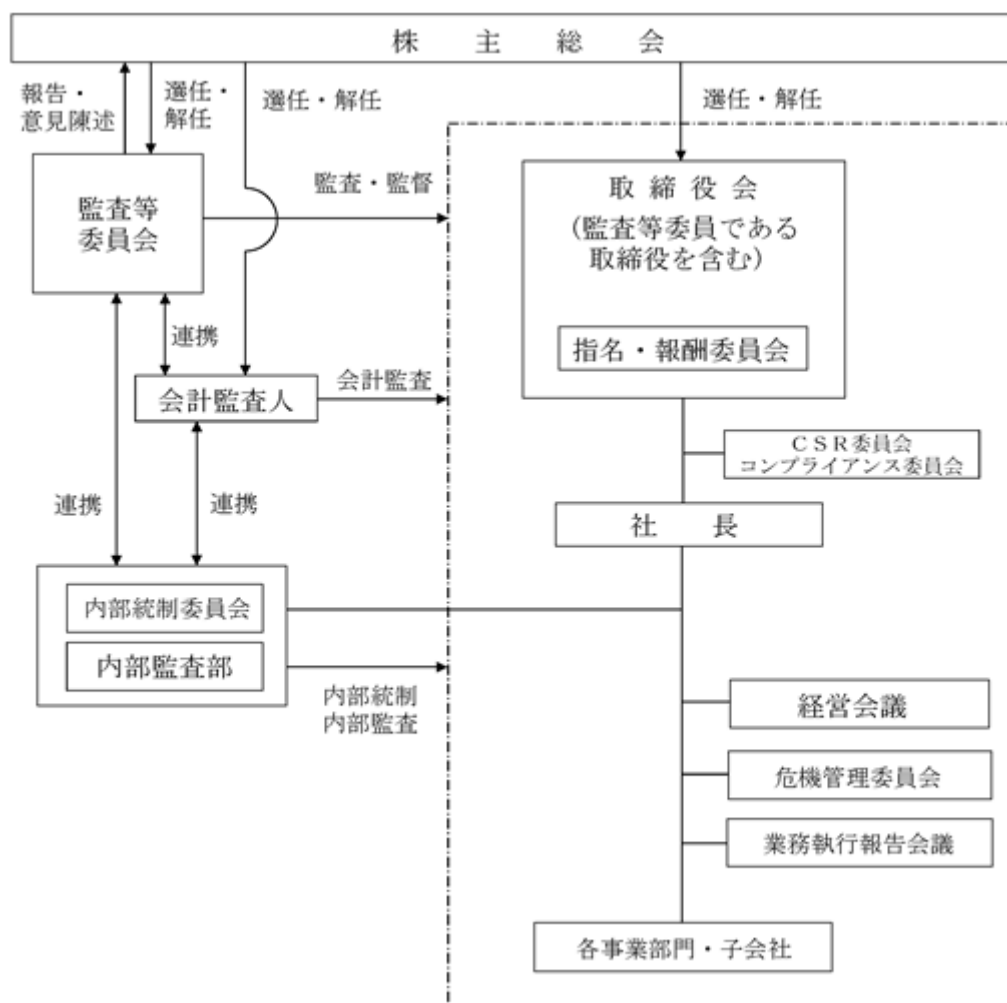 株主総会
報告・
意見陳述
選任・
解任
選任・解任
選任・解任
監査等
委員会
監査・監督
取締役会
(監査等委員である
取締役を含む)
指名・報酬委員会
連携
会計監査人
会計監査
CSR委員会
コンプライアンス委員会
連携
連携
社長
内部統制委員会
内部監査部
内部統制
内部監査
経営会議
危機管理委員会
業務執行報告会議
各事業部門・子会社